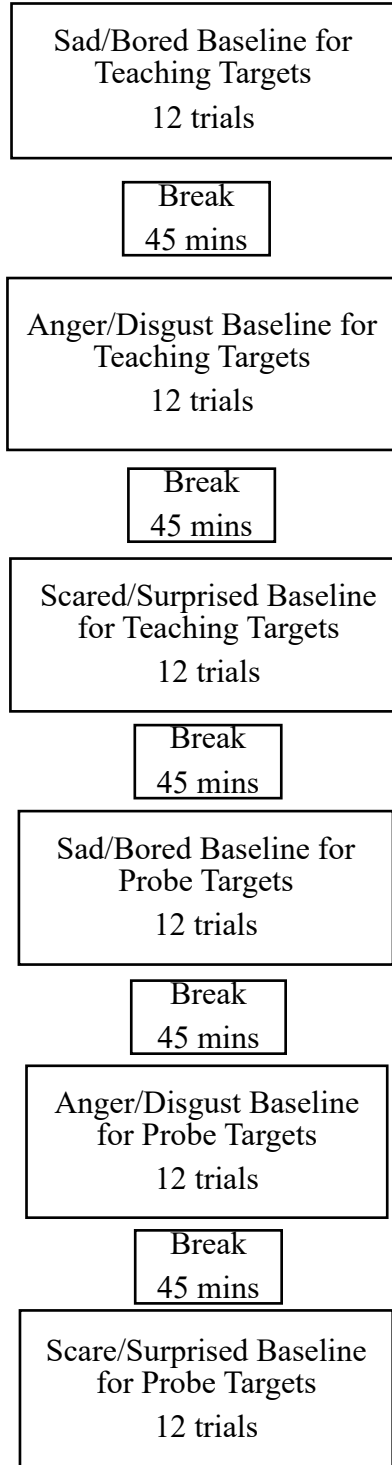 Sad/Bored Baseline for
Teaching Targets
12 trials
Break
45 mins
Anger/Disgust Baseline for
Teaching Targets
12 trials
Break
45 mins
Scared/Surprised Baseline
for Teaching Targets
12 trials
Break
45 mins
Sad/Bored Baseline for
Probe Targets
12 trials
Break
45 mins
Anger/Disgust Baseline
for Probe Targets
12 trials
Break
45 mins
Scare/Surprised Baseline
for Probe Targets
12 trials